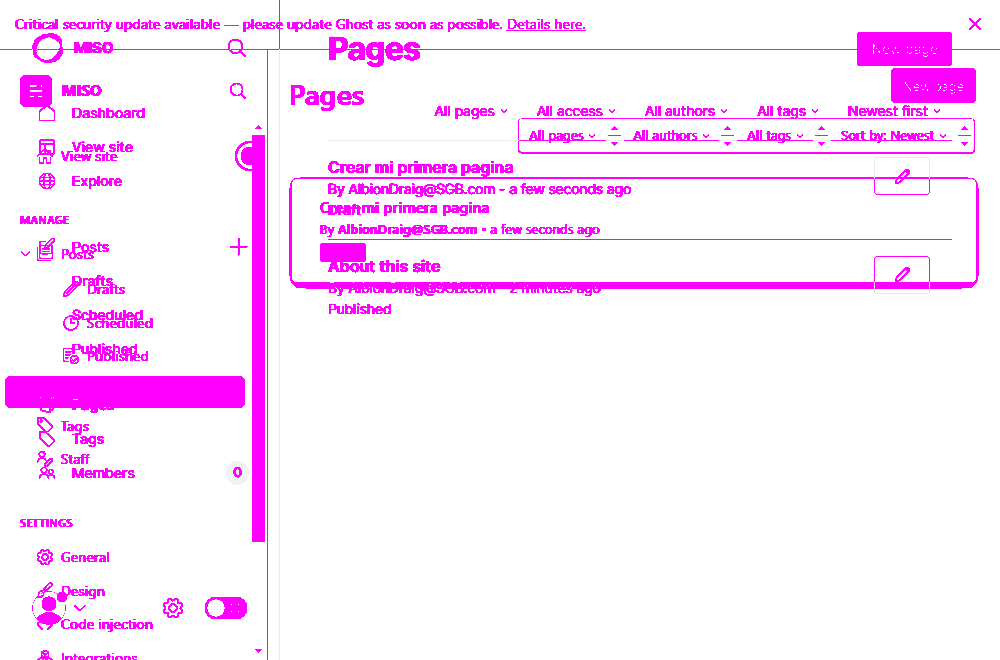 Critical security update available — please update Ghost as soon as possible. Details here.
MISO
Pages
New page
MISO
New page
Pages
Dashboard
All pages
All access
All authors
All tags
Newest first
All pages
All authors
All tags
Sort by: Newest
View site
View site
Explore
Crear mi primera pagina
By AlbionDraig@SGB.com - a few seconds ago
Draft
Crear mi primera pagina
By AlbionDraig@SGB.com - a few seconds ago
MANAGE
Posts
Posts
About this site
By AlbionDraig@SGB.com - 2 minutes ago
Published
Drafts
Drafts
Scheduled
Scheduled
Published
Published
Pages
Tags
Tags
Staff
Members
0
SETTINGS
General
Design
Code injection
Integrations